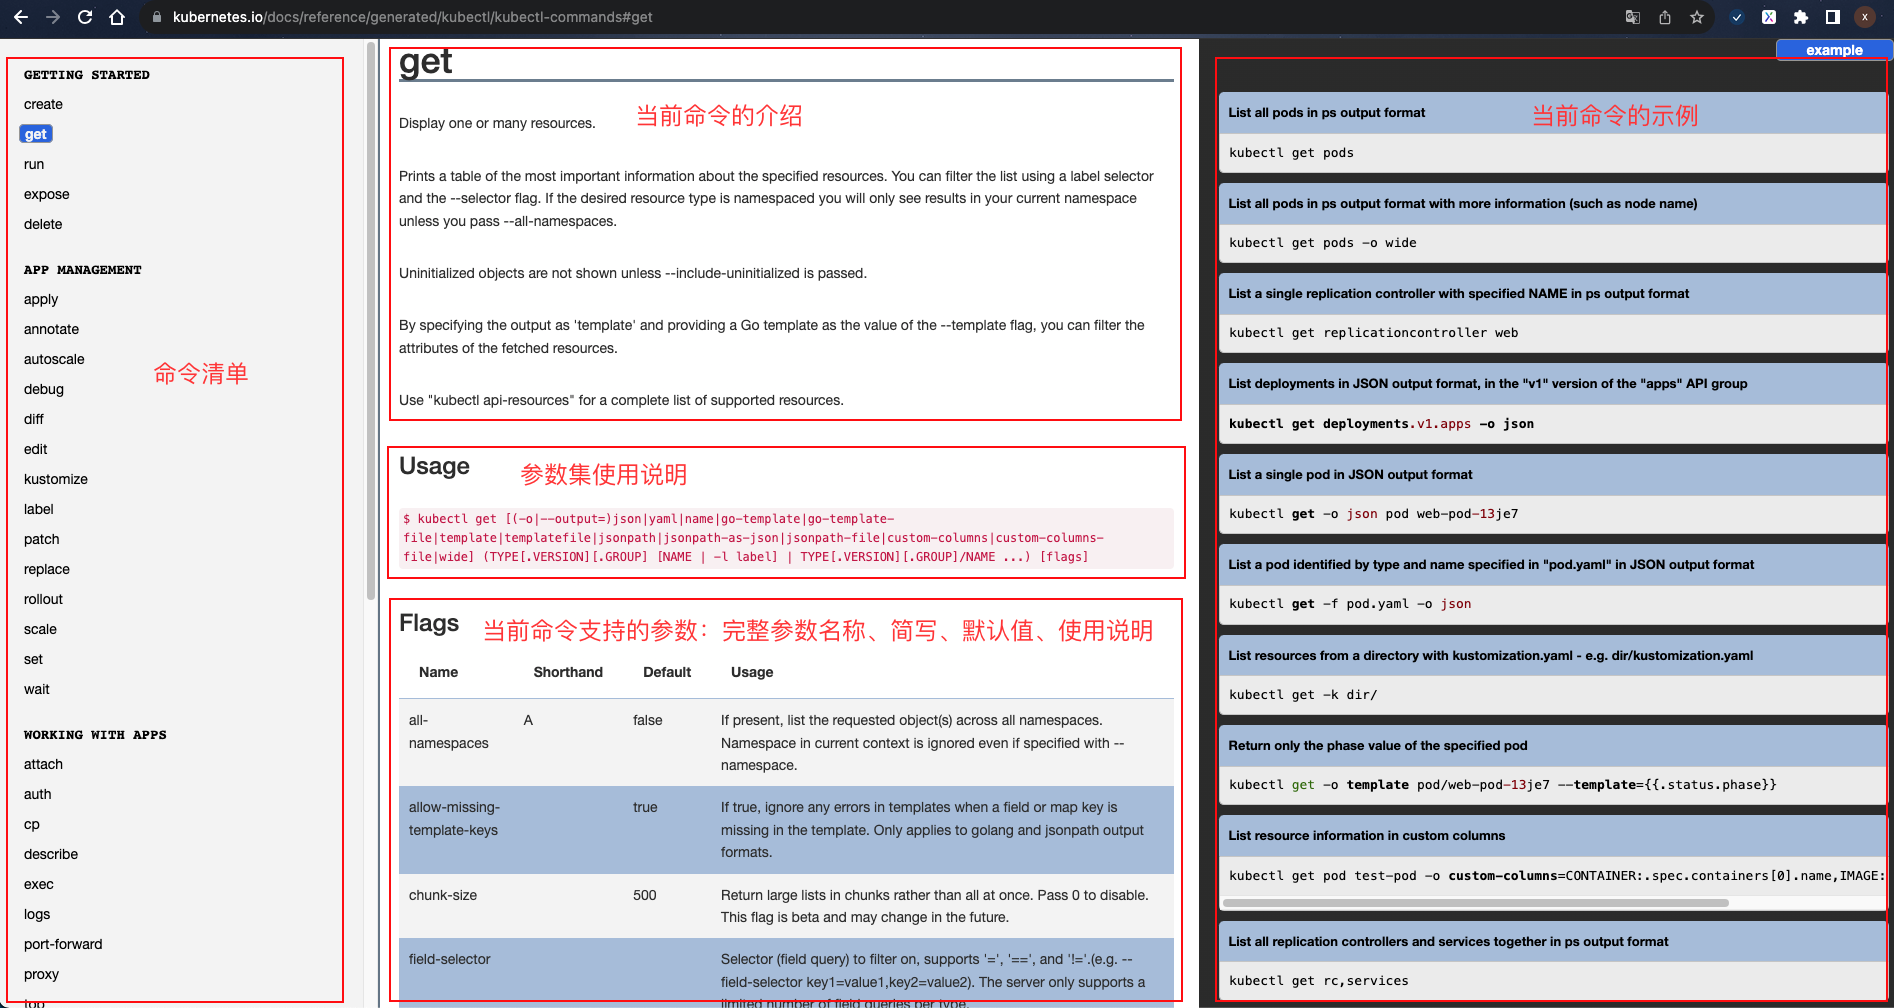 kubernetes.io/docs/reference/generated/kubectl/kubectl-commands#get
X
x
example
GETTING STARTED
create
get
run
expose
delete
APP MANAGEMENT
apply
annotate
autoscale
debug
diff
edit
kustomize
label
patch
replace
rollout
scale
set
wait
WORKING WITH APPS
attach
auth
cp
describe
exec
logs
port-forward
proxy
top
命令清单
get
当前命令的介绍
Display one or many resources.
Prints a table of the most important information about the specified resources. You can filter the list using a label selector
and the --selector flag. If the desired resource type is namespaced you will only see results in your current namespace
unless you pass --all-namespaces.
Uninitialized objects are not shown unless --include-uninitialized is passed.
By specifying the output as 'template' and providing a Go template as the value of the --template flag, you can filter the
attributes of the fetched resources.
Use "kubectl api-resources" for a complete list of supported resources.
Usage
参数集使用说明
$ kubectl get [(-o|--output=)json|yaml|name|go-template|go-template-
file|template|templatefile|jsonpath|jsonpath-as-json|jsonpath-file|custom-columns|custom-columns-
file|wide] (TYPE[.VERSION][.GROUP] [NAME | -l label] | TYPE[.VERSION][.GROUP]/NAME ...) [flags]
Flags
当前命令支持的参数：完整参数名称、简写、默认值、使用说明
Name Shorthand Default Usage
all- A false If present, list the requested object(s) across all namespaces.
namespaces Namespace in current context is ignored even if specified with --
namespace.
allow-missing- true If true, ignore any errors in templates when a field or map key is
template-keys missing in the template. Only applies to golang and jsonpath output
formats.
chunk-size 500 Return large lists in chunks rather than all at once. Pass 0 to disable.
This flag is beta and may change in the future.
field-selector Selector (field query) to filter on, supports '=', '==', and '!='.(e.g. --
field-selector key1=value1,key2=value2). The server only supports a
limited number of field queries per type.
当前命令的示例
List all pods in ps output format
kubectl get pods
List all pods in ps output format with more information (such as node name)
kubectl get pods -o wide
List a single replication controller with specified NAME in ps output format
kubectl get replicationcontroller web
List deployments in JSON output format, in the "v1" version of the "apps" API group
kubectl get deployments.v1.apps -o json
List a single pod in JSON output format
kubectl get -o json pod web-pod-13je7
List a pod identified by type and name specified in "pod.yaml" in JSON output format
kubectl get -f pod.yaml -o json
List resources from a directory with kustomization.yaml - e.g. dir/kustomization.yaml
kubectl get -k dir/
Return only the phase value of the specified pod
kubectl get -o template pod/web-pod-13je7 --template={{.status.phase}}
List resource information in custom columns
kubectl get pod test-pod -o custom-columns=CONTAINER:.spec.containers[0].name,IMAGE:
List all replication controllers and services together in ps output format
kubectl get rc,services